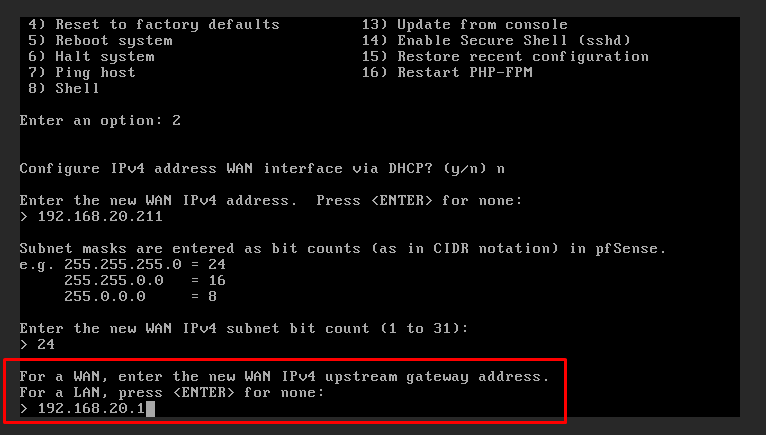 4) Reset to factory defaults 13) Update from console
5) Reboot system 14) Enable Secure Shell (sshd)
6) Halt system 15) Restore recent configuration
7) Ping host 16) Restart PHP-FPM
8) Shell
Enter an option: 2
Configure IPv4 address WAN interface via DHCP? (y/n) n
Enter the new WAN IPv4 address.  Press <ENTER> for none:
> 192.168.20.211
Subnet masks are entered as bit counts (as in CIDR notation) in pfSense.
e.g. 255.255.255.0 = 24
255.255.0.0 = 16
255.0.0.0 = 8
Enter the new WAN IPv4 subnet bit count (1 to 31):
> 24
For a WAN, enter the new WAN IPv4 upstream gateway address.
For a LAN, press <ENTER> for none:
> 192.168.20.1